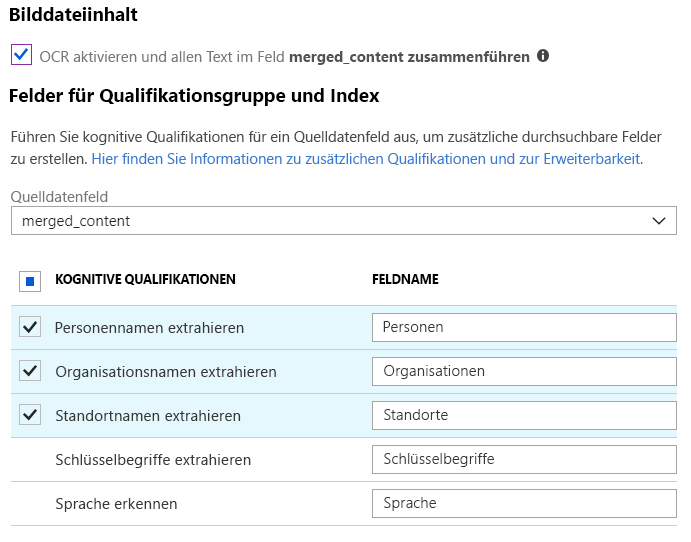 Bilddateiinhalt
OCR aktivieren und allen Text im Feld merged_content zusammenführen
Felder für Qualifikationsgruppe und Index
Führen Sie kognitive Qualifikationen für ein Quelldatenfeld aus, um zusätzliche durchsuchbare Felder
zu erstellen. Hier finden Sie Informationen zu zusätzlichen Qualifikationen und zur Erweiterbarkeit.
Quelldatenfeld
merged_content
KOGNITIVE QUALIFIKATIONEN FELDNAME
Personennamen extrahieren Personen
Organisationsnamen extrahieren Organisationen
Standortnamen extrahieren Standorte
Schlüsselbegriffe extrahieren Schlüsselbegriffe
Sprache erkennen Sprache